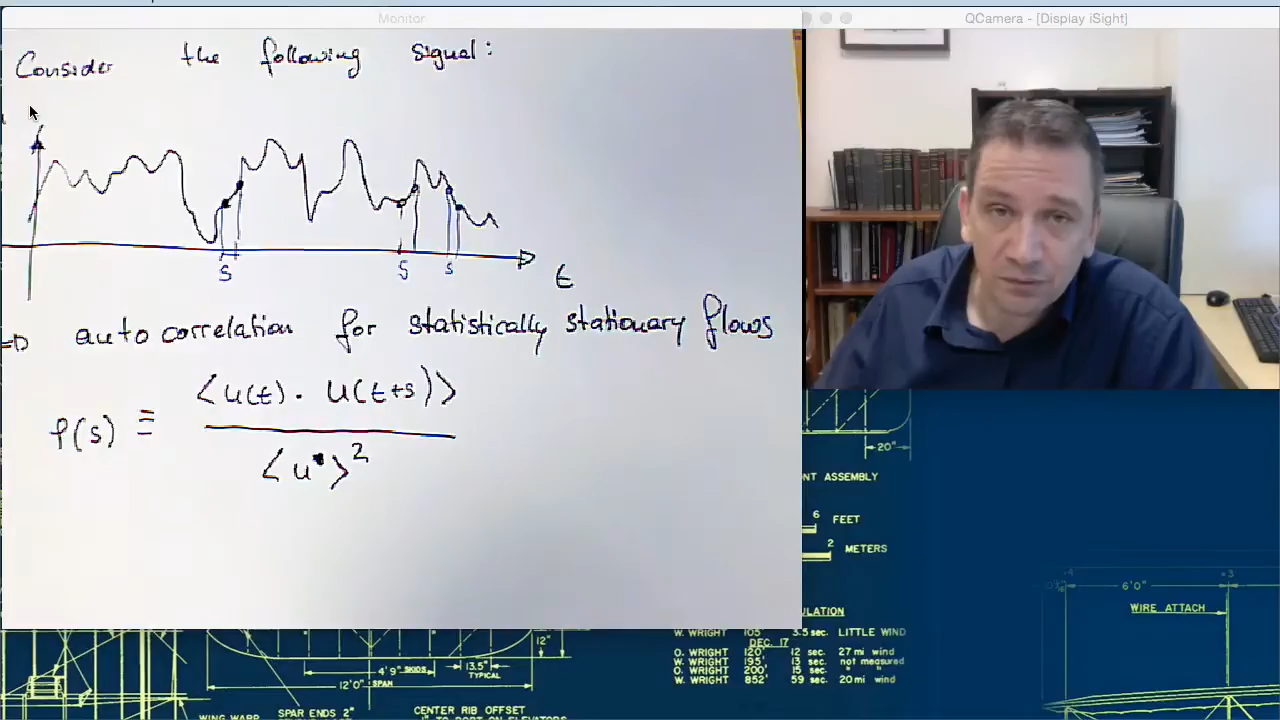 Monitor
QCamera - [Display iSight]
Consider the following signal:
s s s t
auto correlation for statistically stationary flows
ρ(s) ≡ <u(t) · u(t+s)>
<u>²
20"
NT ASSEMBLY
6 FEET
2 METERS
6'0"
WIRE ATTACH
ULATION
W. WRIGHT 105' 3.5 sec. LITTLE WIND
DEC. 17
O. WRIGHT 120' 12 sec. 27 mi wind
W. WRIGHT 195' 13 sec. not measured
O. WRIGHT 200' 15 sec. " "
W. WRIGHT 852' 59 sec. 20 mi wind
12"
4'9" SKIDS
13.5"
TYPICAL
12'0" SPAN
WING WARP
SPAR ENDS 2"
CENTER RIB OFFSET